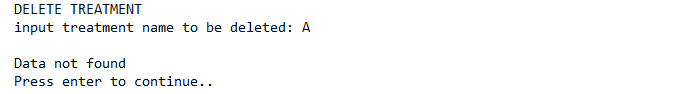 DELETE TREATMENT
input treatment name to be deleted: A
Data not found
Press enter to continue..